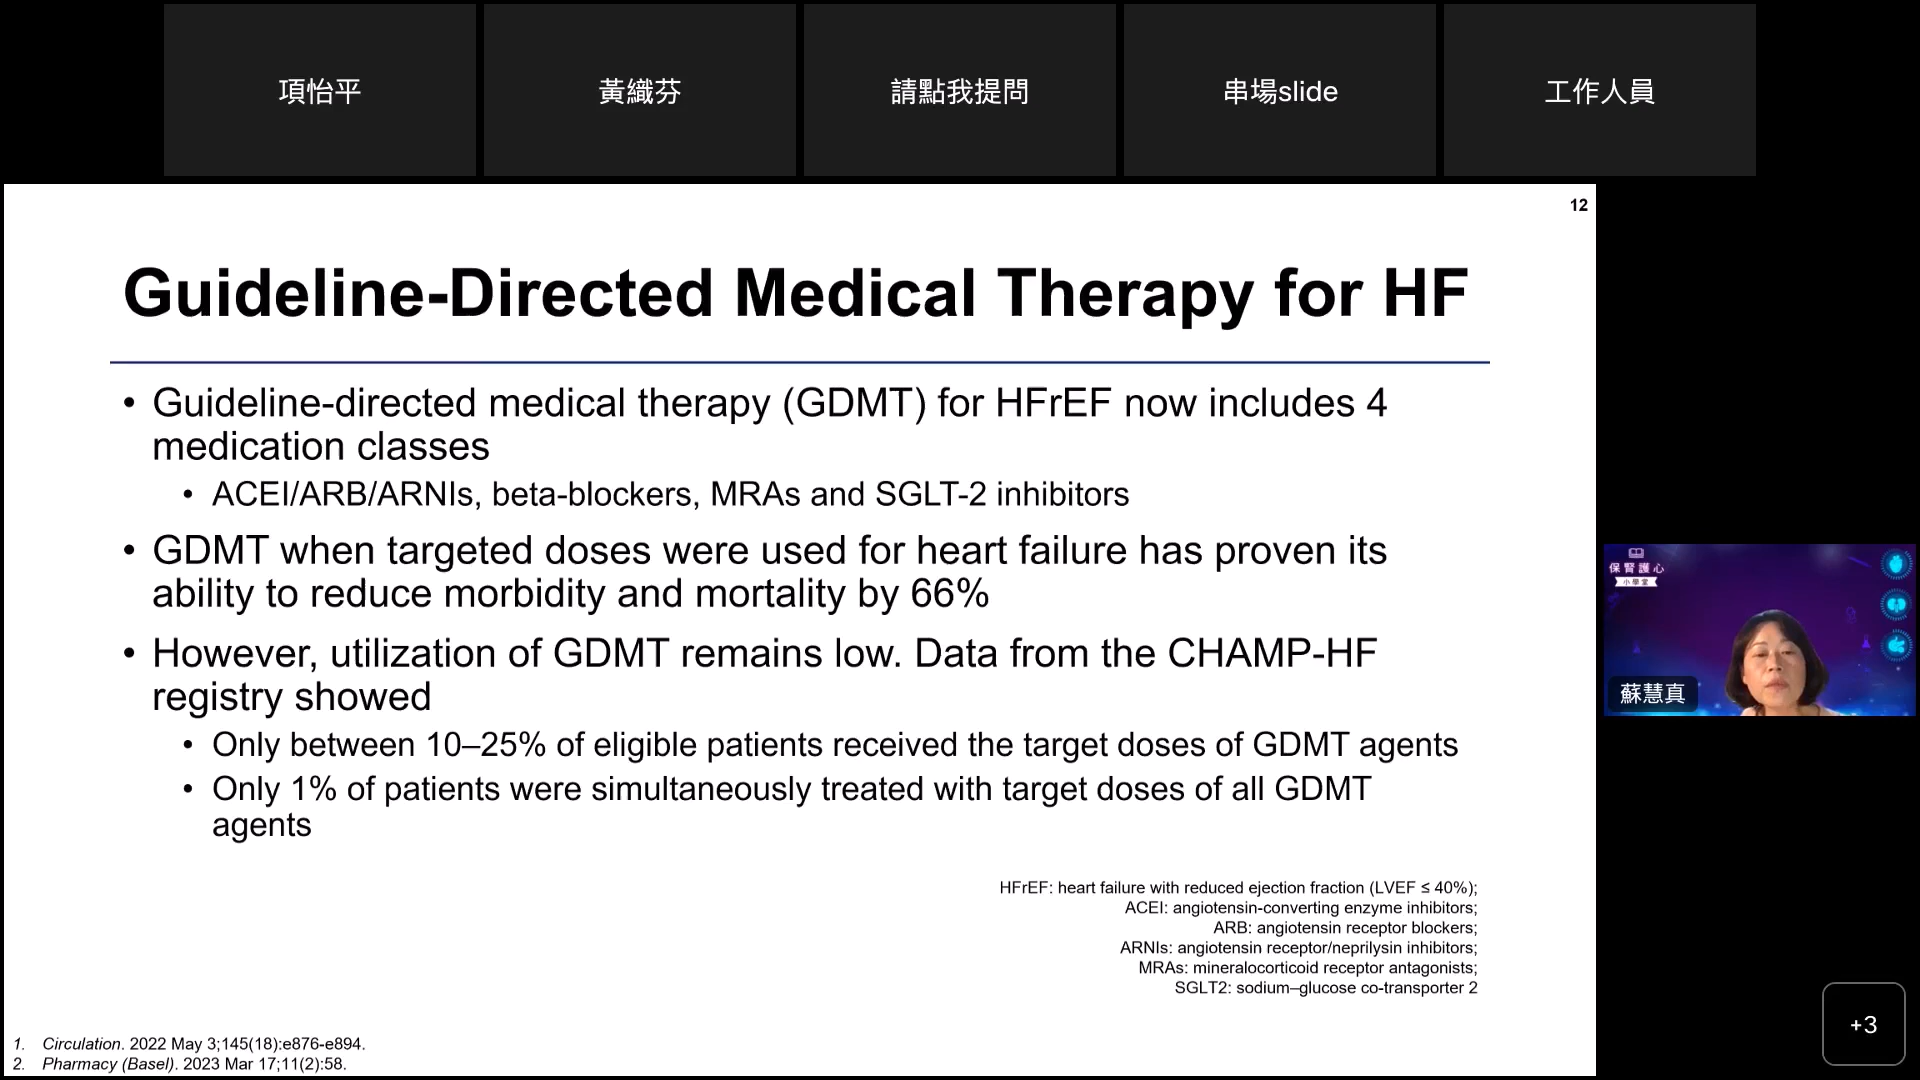 項怡平
黃織芬
請點我提問
串場slide
工作人員
12
Guideline-Directed Medical Therapy for HF
• Guideline-directed medical therapy (GDMT) for HFrEF now includes 4
medication classes
• ACEI/ARB/ARNIs, beta-blockers, MRAs and SGLT-2 inhibitors
• GDMT when targeted doses were used for heart failure has proven its
ability to reduce morbidity and mortality by 66%
• However, utilization of GDMT remains low. Data from the CHAMP-HF
registry showed
• Only between 10–25% of eligible patients received the target doses of GDMT agents
• Only 1% of patients were simultaneously treated with target doses of all GDMT
agents
HFrEF: heart failure with reduced ejection fraction (LVEF ≤ 40%);
ACEI: angiotensin-converting enzyme inhibitors;
ARB: angiotensin receptor blockers;
ARNIs: angiotensin receptor/neprilysin inhibitors;
MRAs: mineralocorticoid receptor antagonists;
SGLT2: sodium–glucose co-transporter 2
1. Circulation. 2022 May 3;145(18):e876-e894.
2. Pharmacy (Basel). 2023 Mar 17;11(2):58.
保腎護心
小學堂
蘇慧真
+3